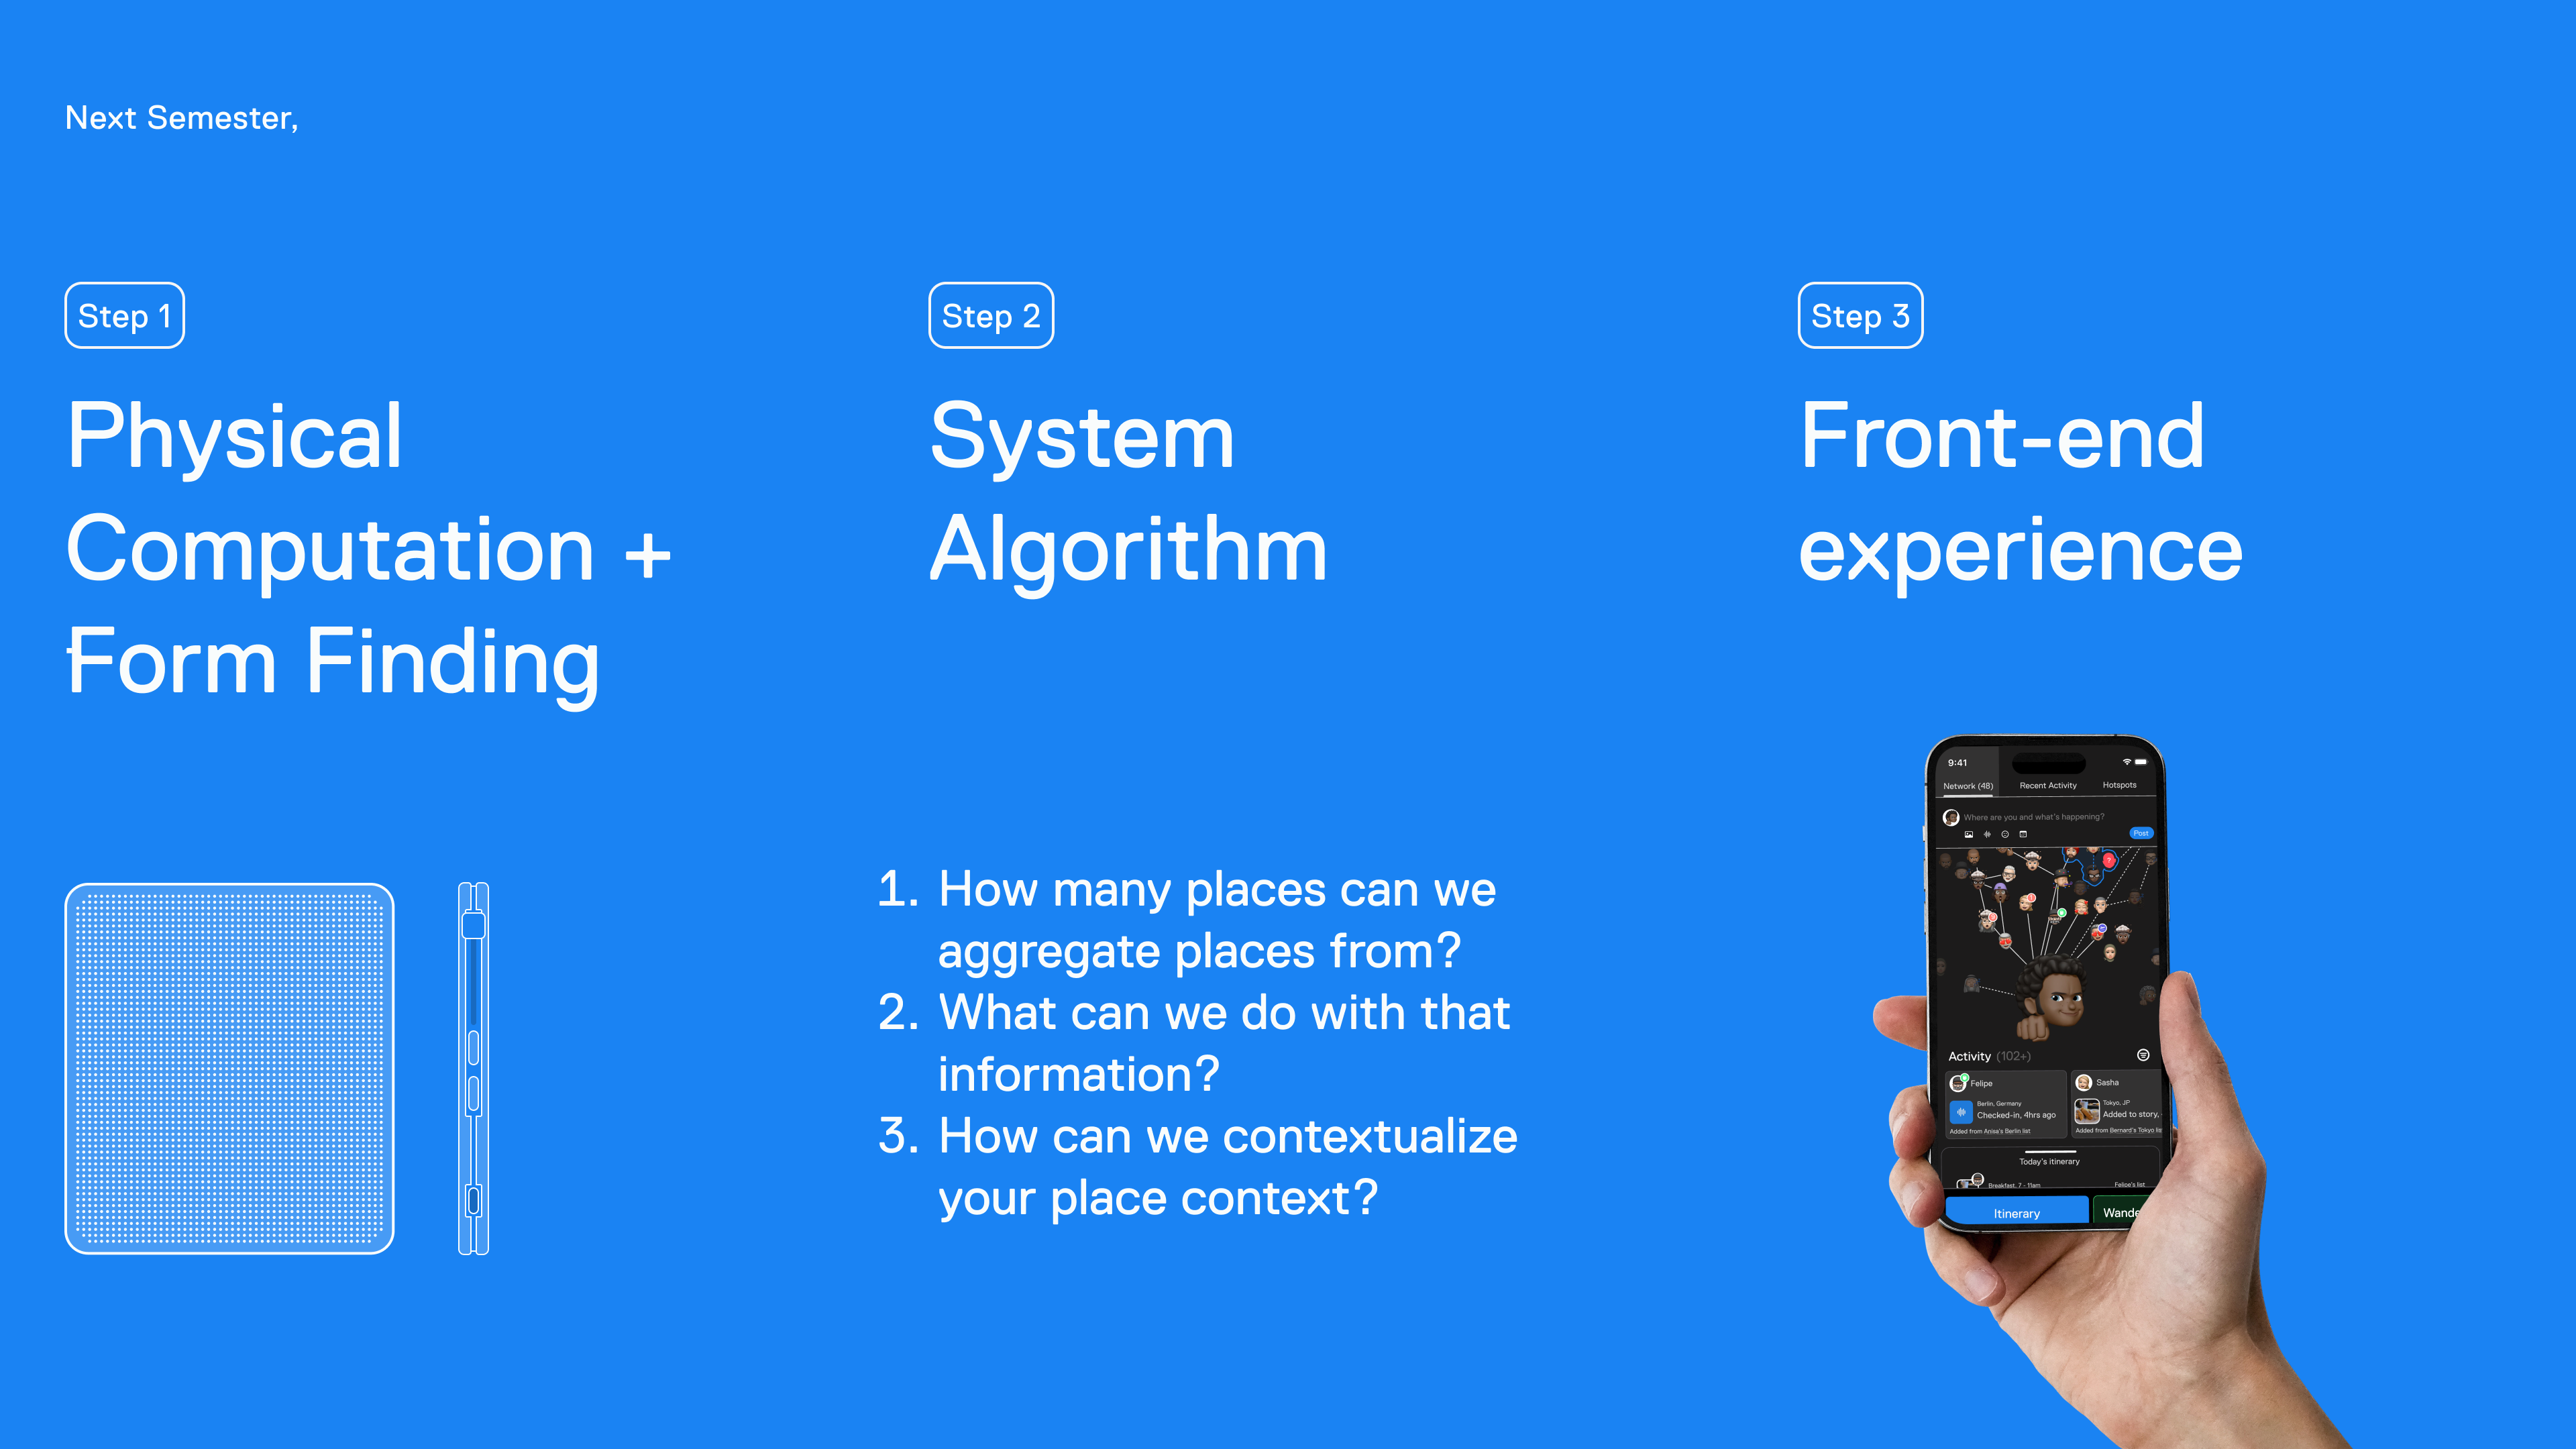 Next Semester,
Step 1
Physical
Computation +
Form Finding
Step 2
System
Algorithm
1. How many places can we
aggregate places from?
2. What can we do with that
information?
3. How can we contextualize
your place context?
Step 3
Front-end
experience
9:41
Network (48) Recent Activity Hotspots
Where are you and what's happening?
Post
Activity (102+)
Felipe
Berlin, Germany
Checked-in, 4hrs ago
Added from Anisa's Berlin list
Sasha
Tokyo, JP
Added to story,
Added from Bernard's Tokyo lis
Today's itinerary
Breakfast, 7 - 11am Felipe's list
Itinerary Wande